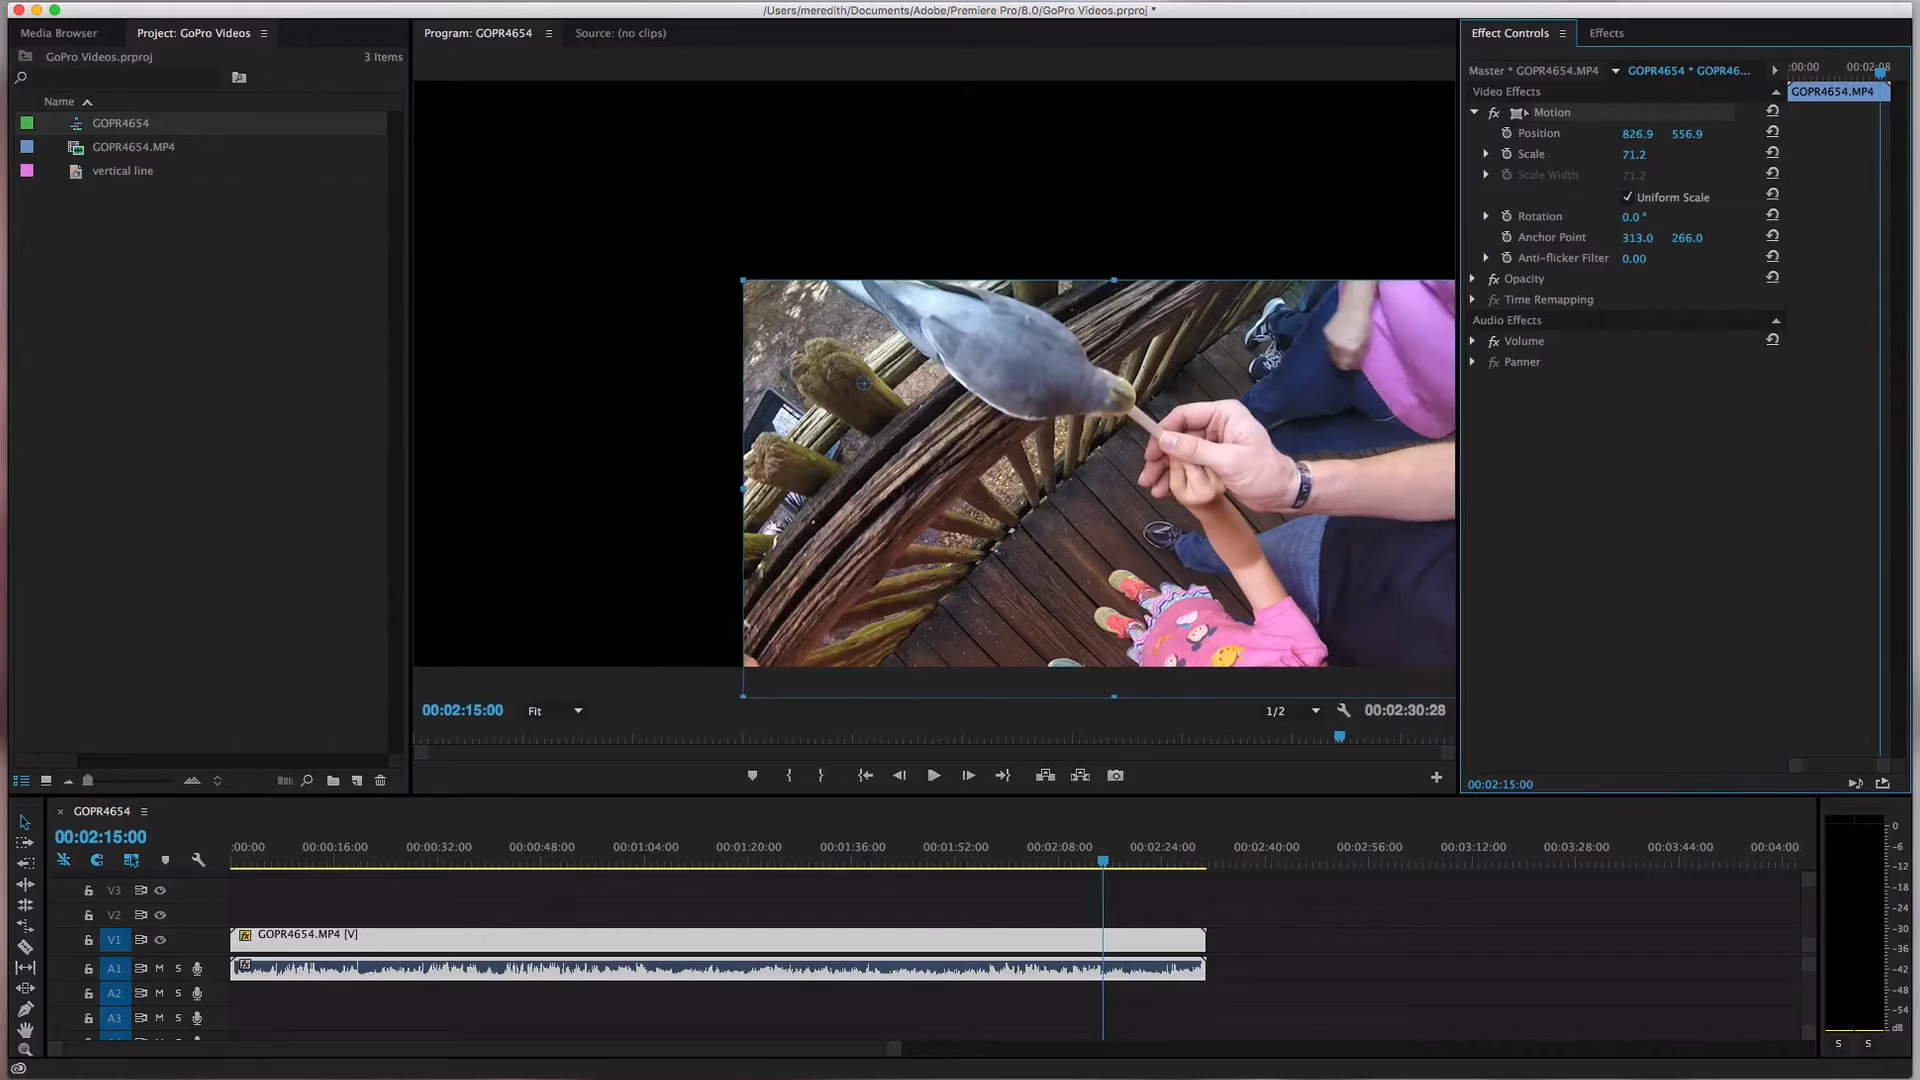 /Users/meredith/Documents/Adobe/Premiere Pro/8.0/GoPro Videos.prproj *
Media Browser
Project: GoPro Videos
Program: GOPR4654
Source: (no clips)
Effect Controls
Effects
GoPro Videos.prproj
3 Items
Name
GOPR4654
GOPR4654.MP4
vertical line
Master * GOPR4654.MP4
GOPR4654 * GOPR46...
:00:00
00:02:08
Video Effects
GOPR4654.MP4
fx Motion
Position 826.9 556.9
Scale 71.2
Scale Width 71.2
Uniform Scale
Rotation 0.0°
Anchor Point 313.0 266.0
Anti-flicker Filter 0.00
fx Opacity
fx Time Remapping
Audio Effects
fx Volume
fx Panner
00:02:15:00
Fit
1/2
00:02:30:28
00:02:15:00
GOPR4654
00:02:15:00
:00:00 00:00:16:00 00:00:32:00 00:00:48:00 00:01:04:00 00:01:20:00 00:01:36:00 00:01:52:00 00:02:08:00 00:02:24:00 00:02:40:00 00:02:56:00 00:03:12:00 00:03:28:00 00:03:44:00 00:04:00
V3
V2
V1
fx GOPR4654.MP4 [V]
A1 M S
fx
A2 M S
A3 M S
0
-6
-12
-18
-24
-30
-36
-42
-48
-54
dB
S S